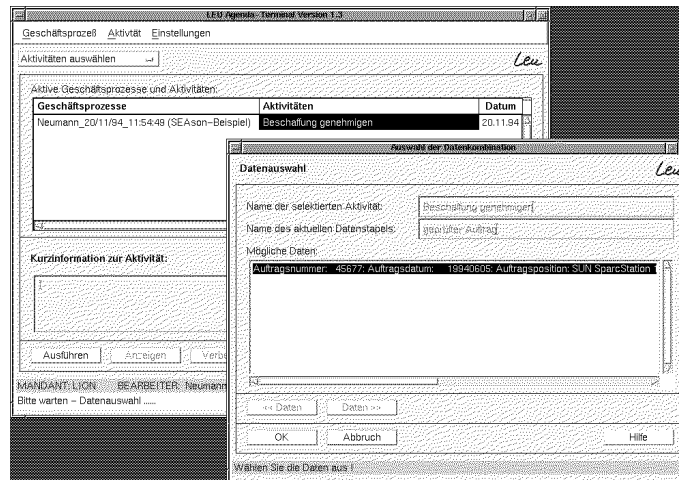 LEU Agenda-Terminal Version 1.3
Geschäftsprozeß Aktivtät Einstellungen
Aktivitäten auswählen
Leu
Aktive Geschäftsprozesse und Aktivitäten:
Geschäftsprozesse Aktivitäten Datum
Neumann_20/11/94_11:54:49 (SEAson-Beispiel) Beschaffung genehmigen 20.11.94
Kurzinformation zur Aktivität:
Ausführen Anzeigen Verbe
MANDANT: LION BEARBEITER: Neumann
Bitte warten - Datenauswahl .....
Auswahl der Datenkombination
Datenauswahl
Leu
Name der selektierten Aktivität: Beschaffung genehmigen
Name des aktuellen Datenstapels: geprüfter Auftrag
Mögliche Daten:
Auftragsnummer: 45677: Auftragsdatum: 19940605: Auftragsposition: SUN SparcStation 1
<< Daten Daten >>
OK Abbruch Hilfe
Wählen Sie die Daten aus !